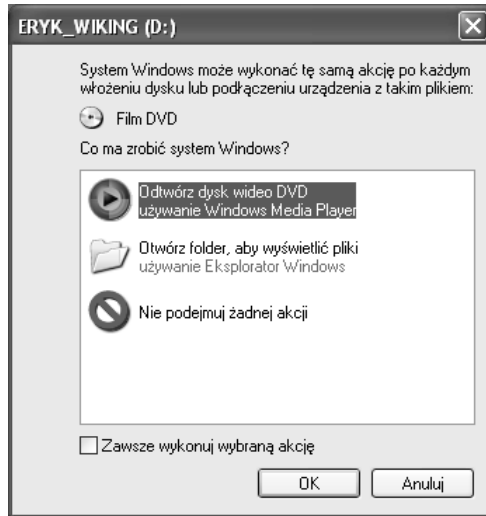 ERYK_WIKING (D:)
System Windows może wykonać tę samą akcję po każdym
włożeniu dysku lub podłączeniu urządzenia z takim plikiem:
Film DVD
Co ma zrobić system Windows?
Odtwórz dysk wideo DVD
używanie Windows Media Player
Otwórz folder, aby wyświetlić pliki
używanie Eksplorator Windows
Nie podejmuj żadnej akcji
Zawsze wykonuj wybraną akcję
OK
Anuluj